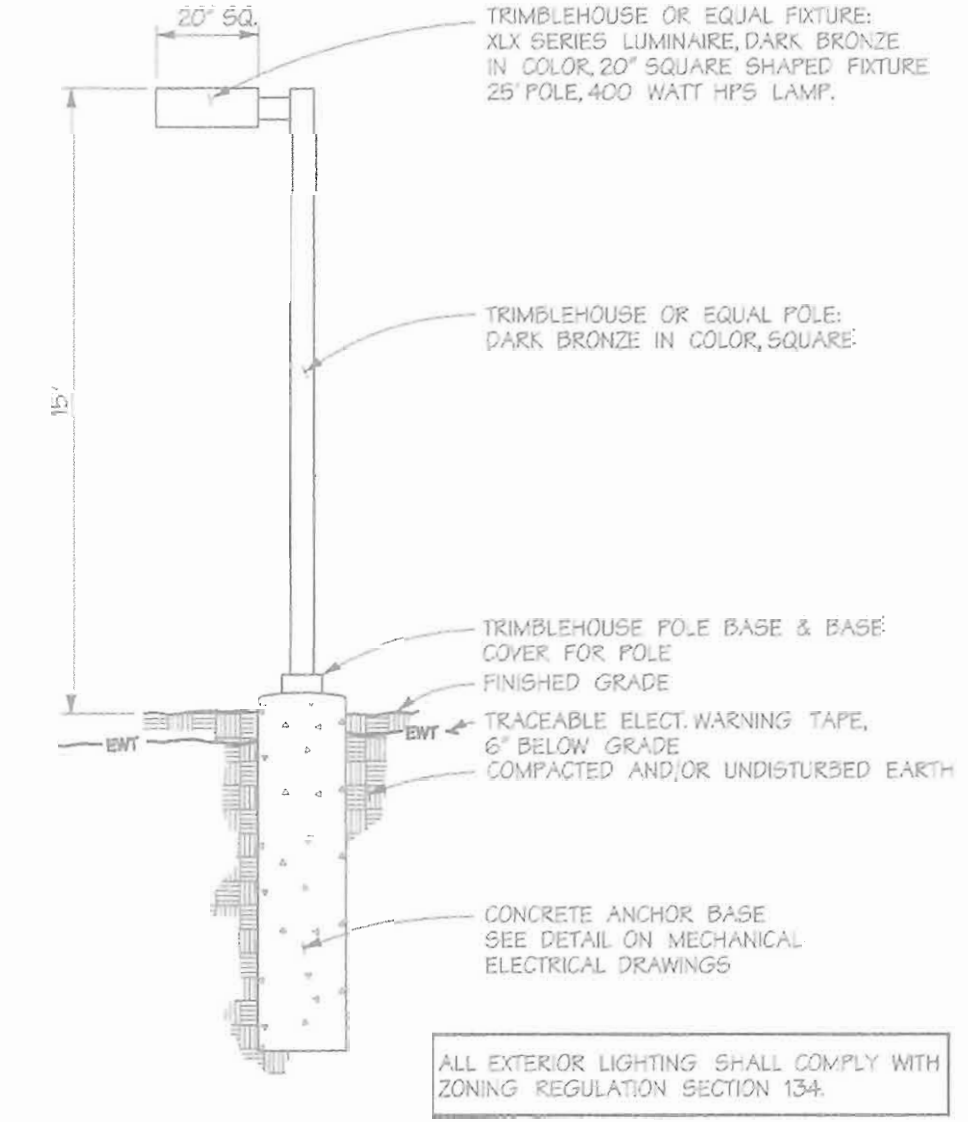 20" SQ.
TRIMBLEHOUSE OR EQUAL FIXTURE:
XLX SERIES LUMINAIRE, DARK BRONZE
IN COLOR, 20" SQUARE SHAPED FIXTURE
25' POLE, 400 WATT HPS LAMP.
TRIMBLEHOUSE OR EQUAL POLE:
DARK BRONZE IN COLOR, SQUARE
15'
TRIMBLEHOUSE POLE BASE & BASE
COVER FOR POLE
FINISHED GRADE
TRACEABLE ELECT. WARNING TAPE,
6" BELOW GRADE
EWT
EWT
COMPACTED AND/OR UNDISTURBED EARTH
CONCRETE ANCHOR BASE
SEE DETAIL ON MECHANICAL
ELECTRICAL DRAWINGS
ALL EXTERIOR LIGHTING SHALL COMPLY WITH
ZONING REGULATION SECTION 134.